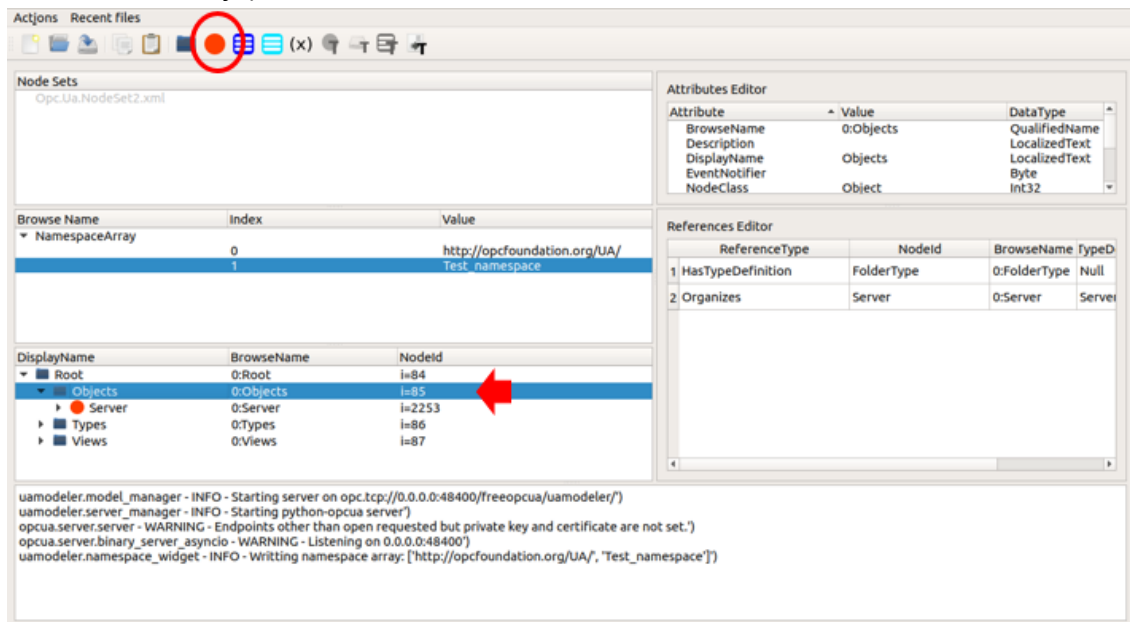 Actions Recent files
(x)
Node Sets
Opc.Ua.NodeSet2.xml
Attributes Editor
Attribute Value DataType
BrowseName 0:Objects QualifiedName
Description LocalizedText
DisplayName Objects LocalizedText
EventNotifier Byte
NodeClass Object Int32
Browse Name Index Value
NamespaceArray
0 http://opcfoundation.org/UA/
1 Test_namespace
References Editor
ReferenceType NodeId BrowseName TypeD
1 HasTypeDefinition FolderType 0:FolderType Null
2 Organizes Server 0:Server Server
DisplayName BrowseName NodeId
Root 0:Root i=84
Objects 0:Objects i=85
Server 0:Server i=2253
Types 0:Types i=86
Views 0:Views i=87
uamodeler.model_manager - INFO - Starting server on opc.tcp://0.0.0.0:48400/freeopcua/uamodeler/')
uamodeler.server_manager - INFO - Starting python-opcua server')
opcua.server.server - WARNING - Endpoints other than open requested but private key and certificate are not set.')
opcua.server.binary_server_asyncio - WARNING - Listening on 0.0.0.0:48400')
uamodeler.namespace_widget - INFO - Writting namespace array: ['http://opcfoundation.org/UA/', 'Test_namespace']')